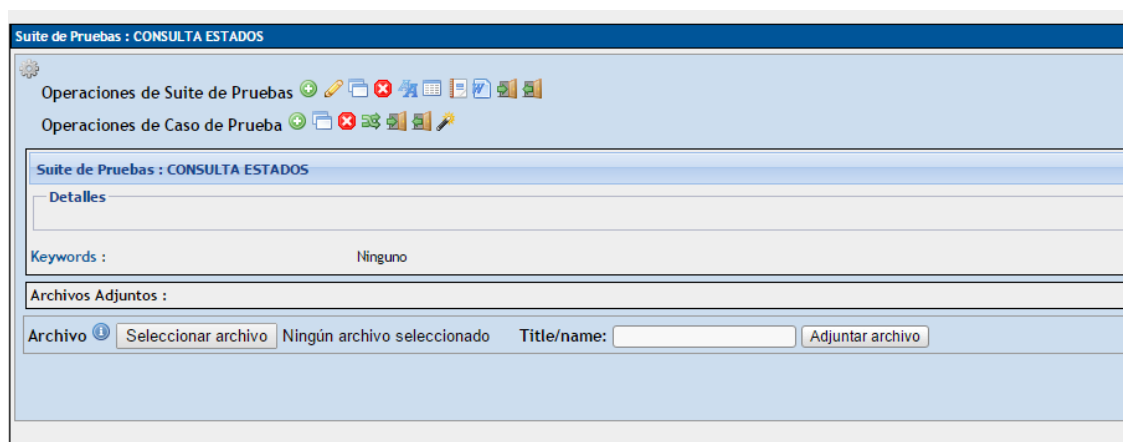 Suite de Pruebas : CONSULTA ESTADOS
Operaciones de Suite de Pruebas
Operaciones de Caso de Prueba
Suite de Pruebas : CONSULTA ESTADOS
Detalles
Keywords : Ninguno
Archivos Adjuntos :
Archivo Seleccionar archivo Ningún archivo seleccionado Title/name: Adjuntar archivo